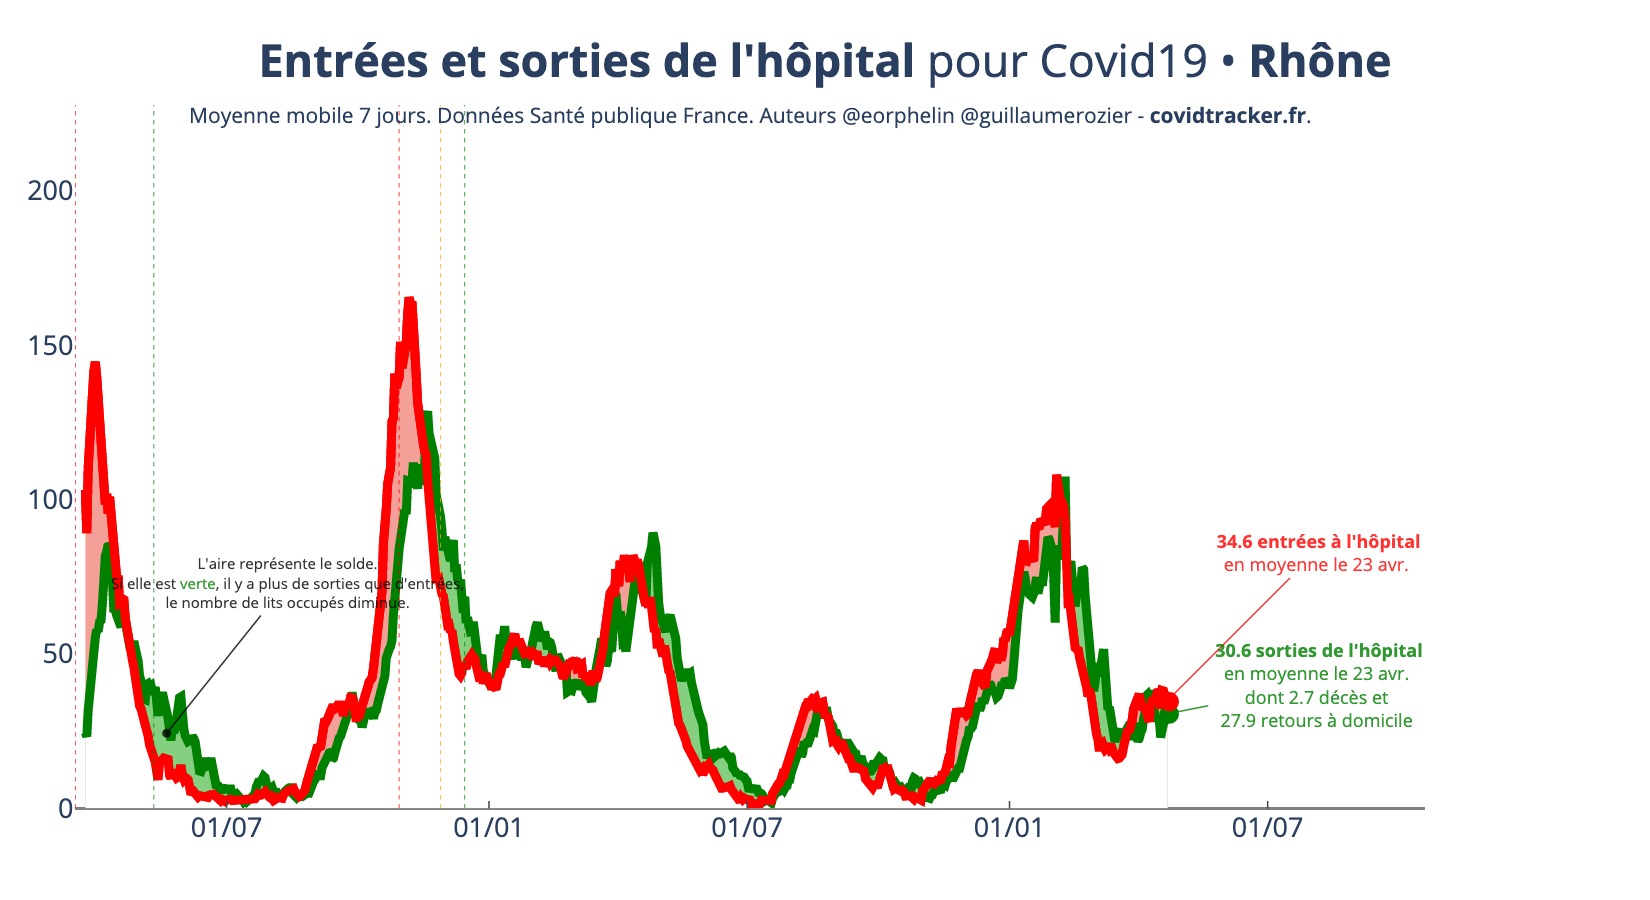 Entrées et sorties de l'hôpital pour Covid19 • Rhône
Moyenne mobile 7 jours. Données Santé publique France. Auteurs @eorphelin @guillaumerozier - covidtracker.fr.
200
150
100
50
0
L'aire représente le solde.
Si elle est verte, il y a plus de sorties que d'entrées,
le nombre de lits occupés diminue.
34.6 entrées à l'hôpital
en moyenne le 23 avr.
30.6 sorties de l'hôpital
en moyenne le 23 avr.
dont 2.7 décès et
27.9 retours à domicile
01/07
01/01
01/07
01/01
01/07